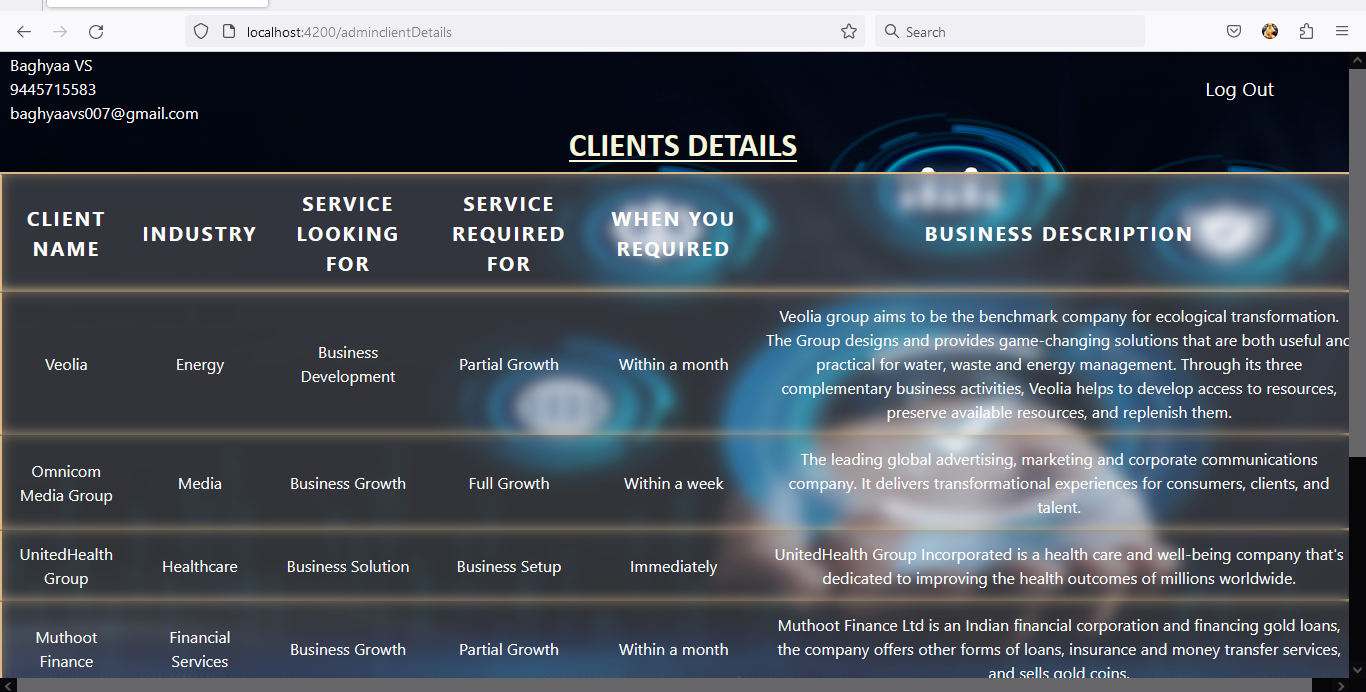 localhost:4200/adminclientDetails
Search
Baghyaa VS
9445715583
baghyaavs007@gmail.com
Log Out
CLIENTS DETAILS
CLIENT NAME
INDUSTRY
SERVICE LOOKING FOR
SERVICE REQUIRED FOR
WHEN YOU REQUIRED
BUSINESS DESCRIPTION
Veolia
Energy
Business Development
Partial Growth
Within a month
Veolia group aims to be the benchmark company for ecological transformation.
The Group designs and provides game-changing solutions that are both useful and
practical for water, waste and energy management. Through its three
complementary business activities, Veolia helps to develop access to resources,
preserve available resources, and replenish them.
Omnicom Media Group
Media
Business Growth
Full Growth
Within a week
The leading global advertising, marketing and corporate communications
company. It delivers transformational experiences for consumers, clients, and
talent.
UnitedHealth Group
Healthcare
Business Solution
Business Setup
Immediately
UnitedHealth Group Incorporated is a health care and well-being company that's
dedicated to improving the health outcomes of millions worldwide.
Muthoot Finance
Financial Services
Business Growth
Partial Growth
Within a month
Muthoot Finance Ltd is an Indian financial corporation and financing gold loans,
the company offers other forms of loans, insurance and money transfer services,
and sells gold coins.